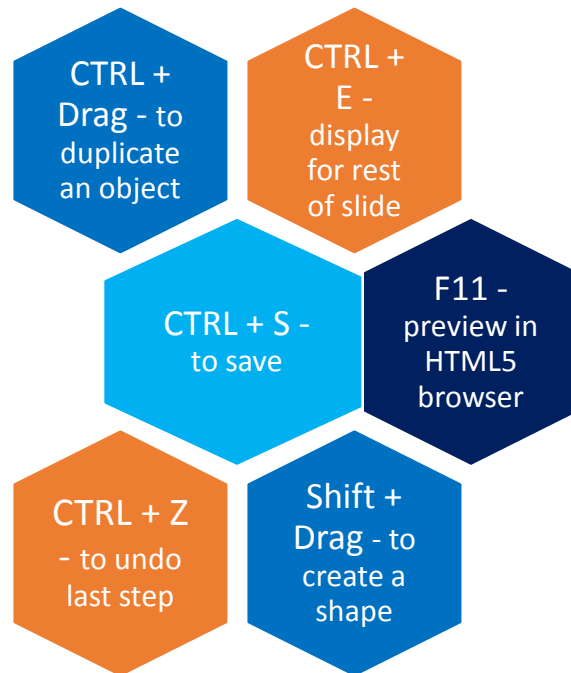 CTRL +
Drag - to
duplicate
an object
CTRL +
E -
display
for rest
of slide
CTRL + S -
to save
F11 -
preview in
HTML5
browser
CTRL + Z
- to undo
last step
Shift +
Drag - to
create a
shape